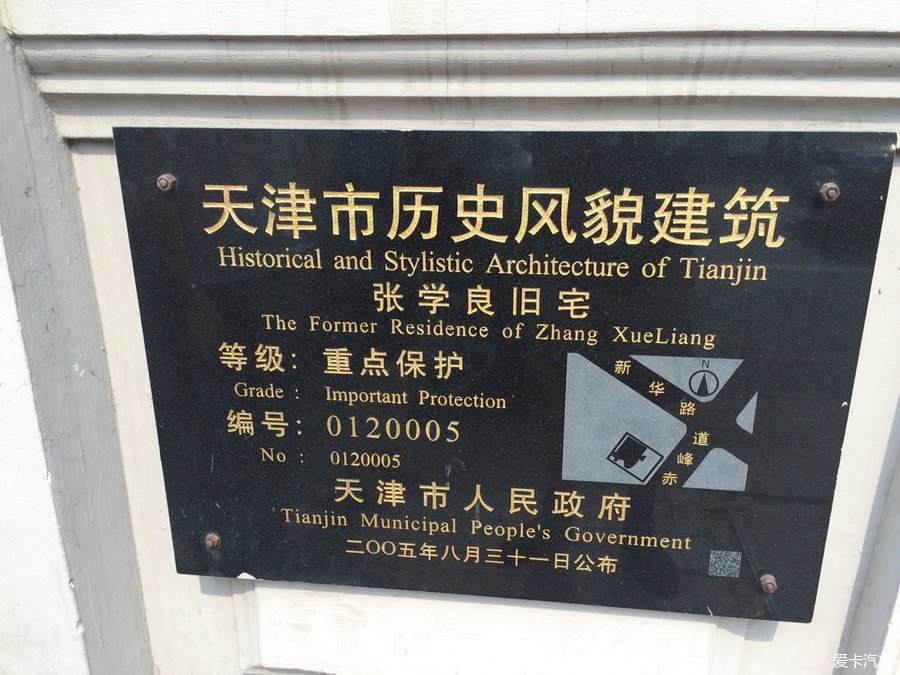 天津市历史风貌建筑
Historical and Stylistic Architecture of Tianjin
张学良旧宅
The Former Residence of Zhang XueLiang
等级：重点保护
Grade : Important Protection
编号：0120005
No : 0120005
N
新华路
赤峰道
天津市人民政府
Tianjin Municipal People's Government
二〇〇五年八月三十一日公布
爱卡汽